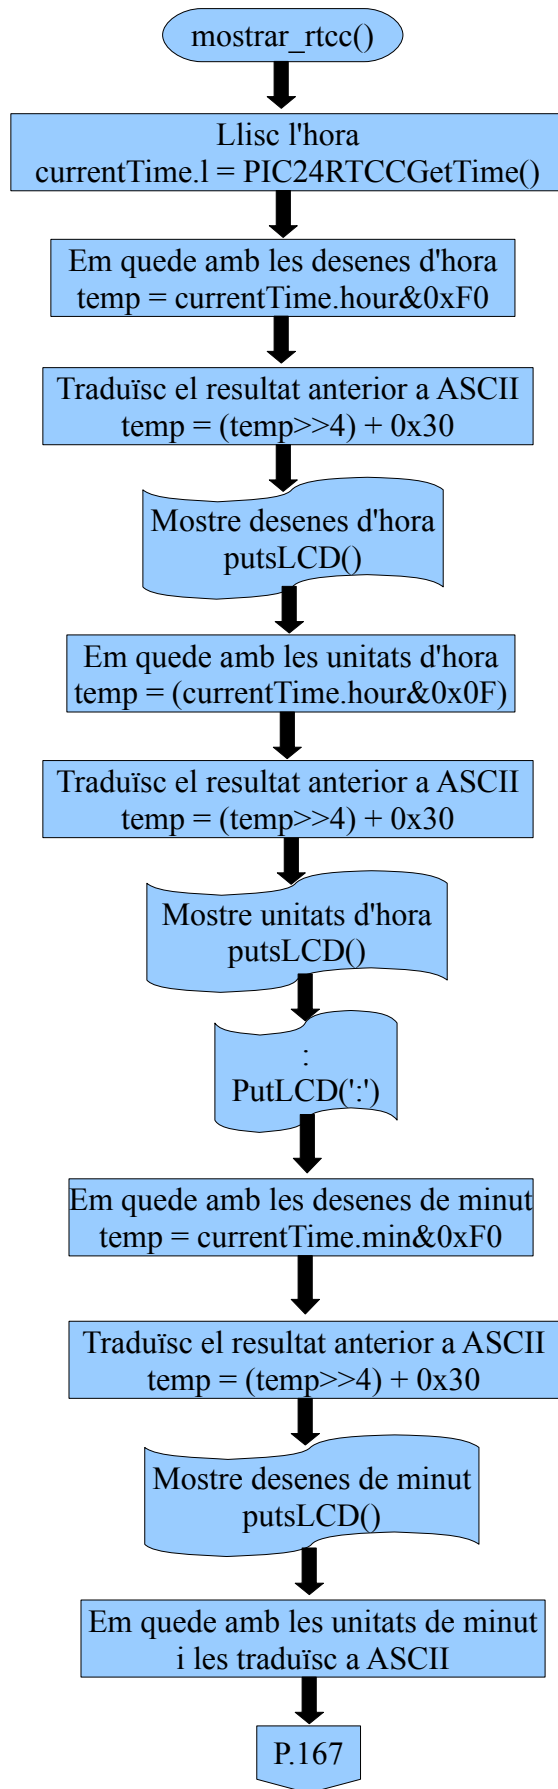 mostrar_rtcc()
Llisc l'hora
currentTime.l = PIC24RTCCGetTime()
Em quede amb les desenes d'hora
temp = currentTime.hour&0xF0
Traduïsc el resultat anterior a ASCII
temp = (temp>>4) + 0x30
Mostre desenes d'hora
putsLCD()
Em quede amb les unitats d'hora
temp = (currentTime.hour&0x0F)
Traduïsc el resultat anterior a ASCII
temp = (temp>>4) + 0x30
Mostre unitats d'hora
putsLCD()
:
PutLCD(':')
Em quede amb les desenes de minut
temp = currentTime.min&0xF0
Traduïsc el resultat anterior a ASCII
temp = (temp>>4) + 0x30
Mostre desenes de minut
putsLCD()
Em quede amb les unitats de minut
i les traduïsc a ASCII
P.167